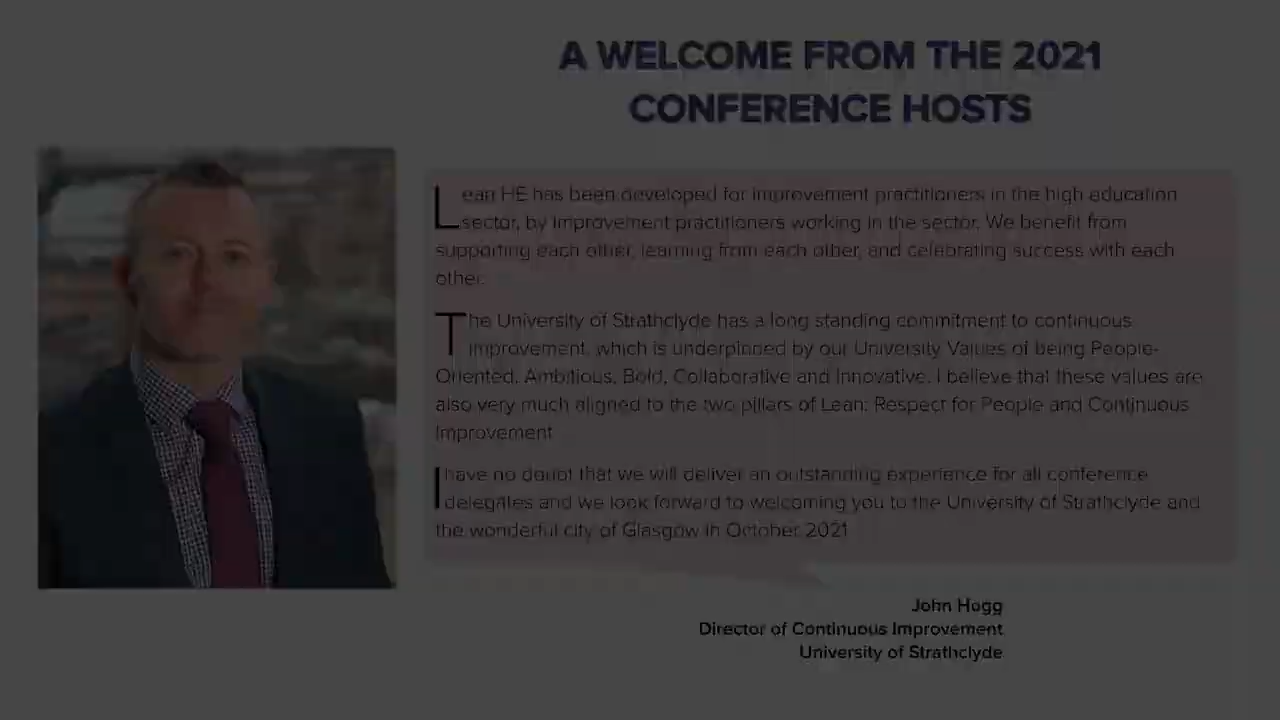 A WELCOME FROM THE 2021
CONFERENCE HOSTS
Lean HE has been developed for improvement practitioners in the high education
sector, by improvement practitioners working in the sector. We benefit from
supporting each other, learning from each other, and celebrating success with each
other.
The University of Strathclyde has a long standing commitment to continuous
improvement, which is underpinned by our University Values of being People-
Oriented, Ambitious, Bold, Collaborative and Innovative. I believe that these values are
also very much aligned to the two pillars of Lean: Respect for People and Continuous
Improvement
I have no doubt that we will deliver an outstanding experience for all conference
delegates and we look forward to welcoming you to the University of Strathclyde and
the wonderful city of Glasgow in October 2021
John Hogg
Director of Continuous Improvement
University of Strathclyde